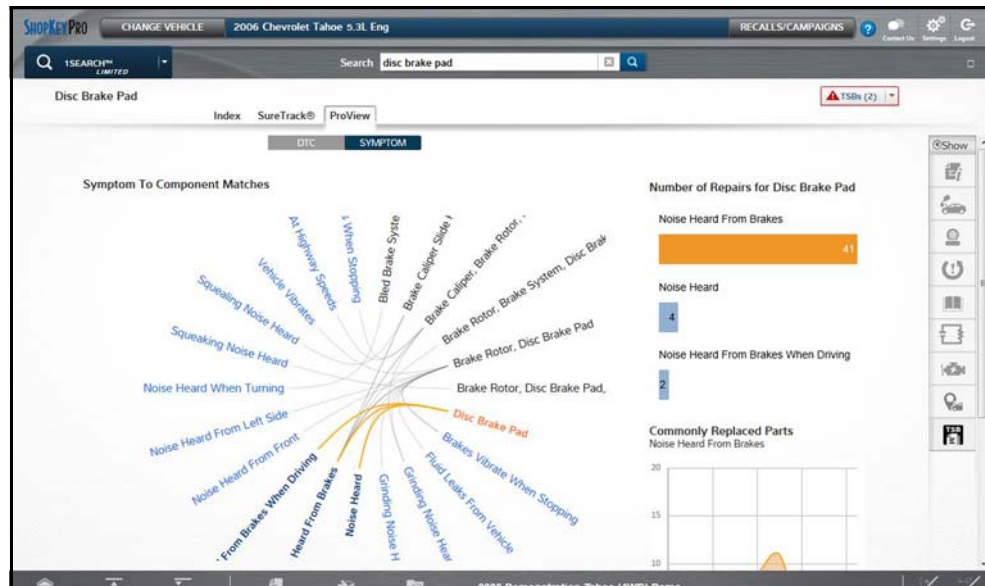 SHOPKEYPRO CHANGE VEHICLE 2006 Chevrolet Tahoe 5.3L Eng RECALLS/CAMPAIGNS ? Contact Us Settings Logout
1SEARCH™ LIMITED Search disc brake pad
Disc Brake Pad TSBs (2)
Index SureTrack® ProView
DTC SYMPTOM
Show
Symptom To Component Matches
s When Stopping
At Highway Speeds
Vehicle Vibrates
Squealing Noise Heard
Squeaking Noise Heard
Noise Heard When Turning
Noise Heard From Left Side
Noise Heard From Front
From Brakes When Driving
Heard From Brakes
Noise Heard
Grinding Noise H
Grinding Noise Hear
Fluid Leaks From Vehicle
Brakes Vibrate When Stopping
Disc Brake Pad
Brake Rotor, Disc Brake Pad,
Brake Rotor, Disc Brake Pad
Brake Rotor, Brake System, Disc Brak
Brake Caliper, Brake Rotor,
Brake Caliper Slide
Bled Brake Syste
Number of Repairs for Disc Brake Pad
Noise Heard From Brakes
41
Noise Heard
4
Noise Heard From Brakes When Driving
2
Commonly Replaced Parts
Noise Heard From Brakes
20
15
10
TSB